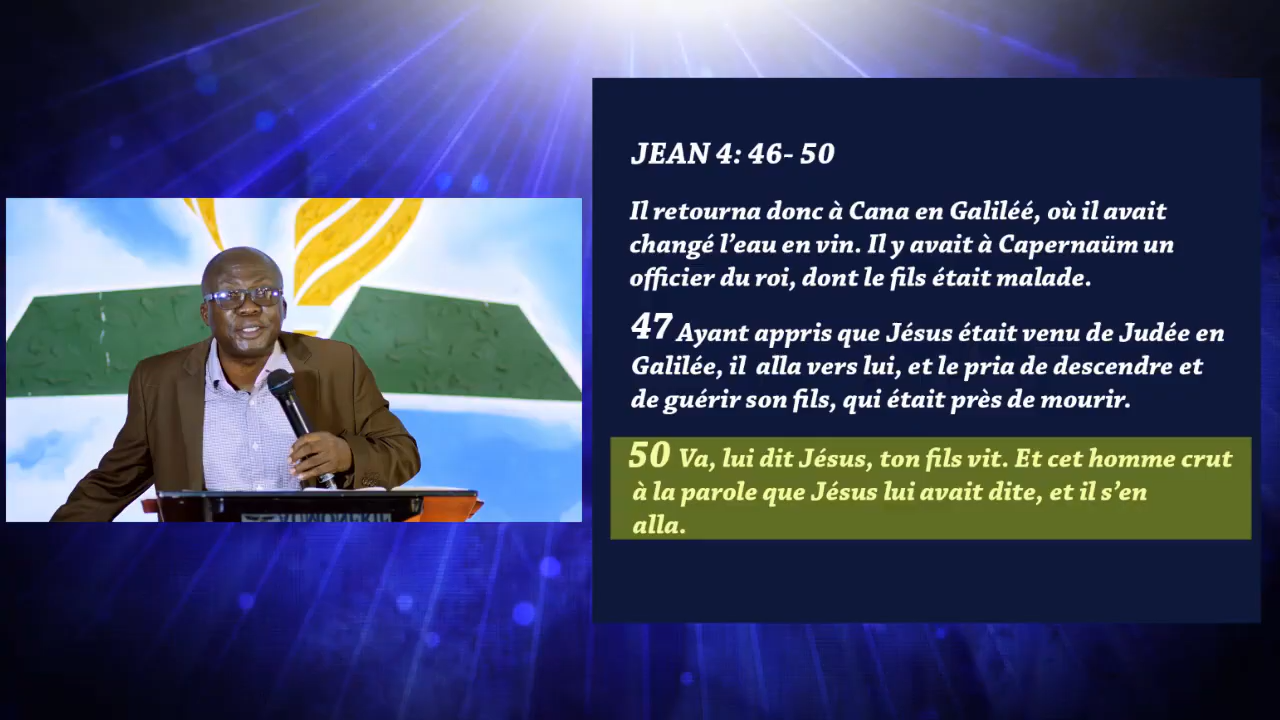 JEAN 4: 46- 50
Il retourna donc à Cana en Galiléé, où il avait
changé l’eau en vin. Il y avait à Capernaüm un
officier du roi, dont le fils était malade.
47 Ayant appris que Jésus était venu de Judée en
Galilée, il alla vers lui, et le pria de descendre et
de guérir son fils, qui était près de mourir.
50 Va, lui dit Jésus, ton fils vit. Et cet homme crut
à la parole que Jésus lui avait dite, et il s’en
alla.